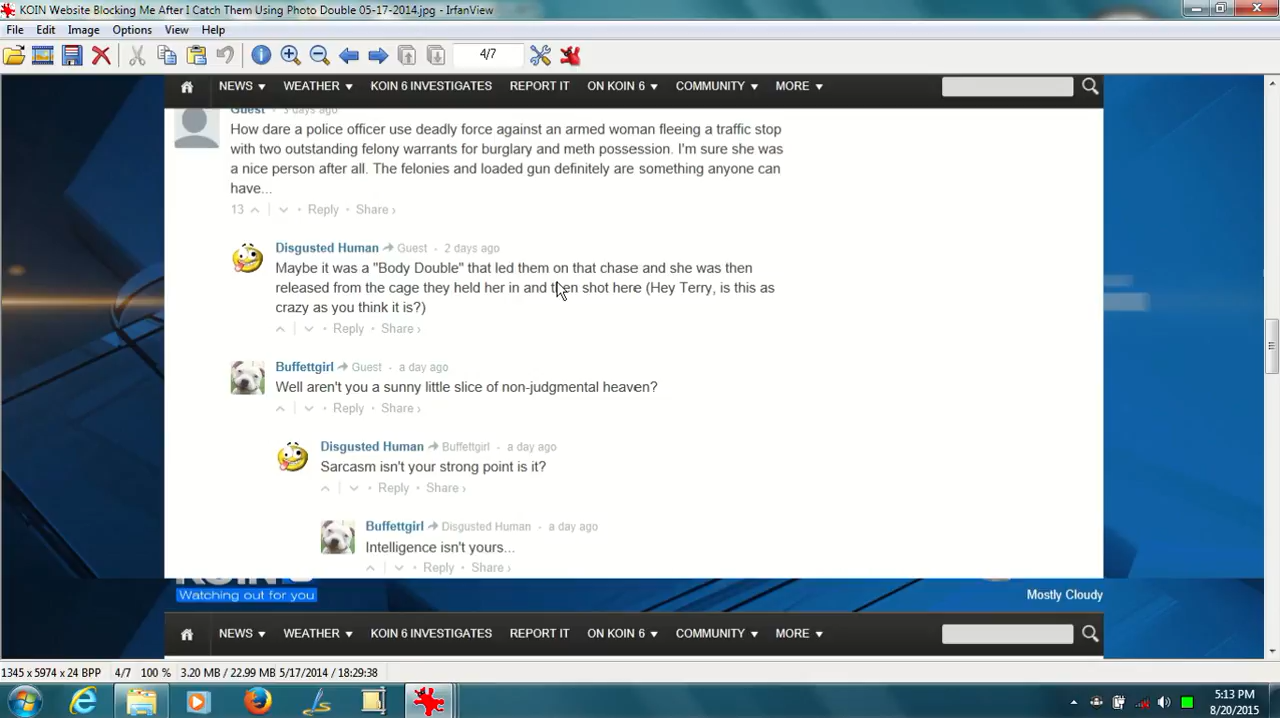 KOIN Website Blocking Me After I Catch Them Using Photo Double 05-17-2014.jpg - IrfanView
File Edit Image Options View Help
4/7
NEWS WEATHER KOIN 6 INVESTIGATES REPORT IT ON KOIN 6 COMMUNITY MORE
Guest - 3 days ago
How dare a police officer use deadly force against an armed woman fleeing a traffic stop
with two outstanding felony warrants for burglary and meth possession. I'm sure she was
a nice person after all. The felonies and loaded gun definitely are something anyone can
have...
13 Reply Share ›
Disgusted Human Guest - 2 days ago
Maybe it was a "Body Double" that led them on that chase and she was then
released from the cage they held her in and then shot here (Hey Terry, is this as
crazy as you think it is?)
Reply Share ›
Buffettgirl Guest - a day ago
Well aren't you a sunny little slice of non-judgmental heaven?
Reply Share ›
Disgusted Human Buffettgirl - a day ago
Sarcasm isn't your strong point is it?
Reply Share ›
Buffettgirl Disgusted Human - a day ago
Intelligence isn't yours...
Reply Share ›
KOIN 6
Watching out for you
Mostly Cloudy
NEWS WEATHER KOIN 6 INVESTIGATES REPORT IT ON KOIN 6 COMMUNITY MORE
1345 x 5974 x 24 BPP 4/7 100 % 3.20 MB / 22.99 MB 5/17/2014 / 18:29:38
5:13 PM
8/20/2015